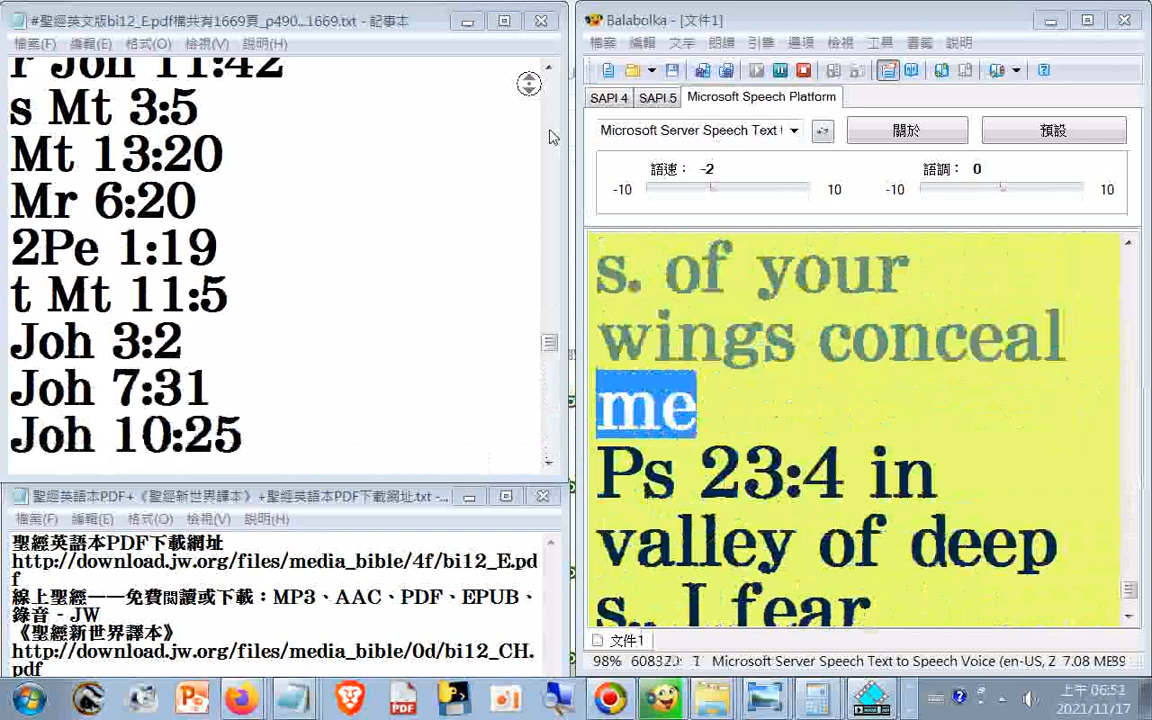 #聖經英文版bi12_E.pdf檔共有1669頁_p490...1669.txt - 記事本
檔案(F) 編輯(E) 格式(O) 檢視(V) 說明(H)
r Joh 11:42
s Mt 3:5
Mt 13:20
Mr 6:20
2Pe 1:19
t Mt 11:5
Joh 3:2
Joh 7:31
Joh 10:25
聖經英語本PDF+《聖經新世界譯本》+聖經英語本PDF下載網址.txt -...
檔案(F) 編輯(E) 格式(O) 檢視(V) 說明(H)
聖經英語本PDF下載網址
http://download.jw.org/files/media_bible/4f/bi12_E.pd
f
線上聖經——免費閱讀或下載：MP3、AAC、PDF、EPUB、
錄音 - JW
《聖經新世界譯本》
http://download.jw.org/files/media_bible/0d/bi12_CH.
pdf
Balabolka - [文件1]
檔案 編輯 文字 朗讀 引擎 選項 檢視 工具 書籤 說明
SAPI 4 SAPI 5 Microsoft Speech Platform
Microsoft Server Speech Text 關於 預設
語速： -2 語調： 0
-10 10 -10 10
s. of your
wings conceal
me
Ps 23:4 in
valley of deep
s., I fear
文件1
98% Microsoft Server Speech Text to Speech Voice (en-US, Z 7.08 MB
上午 06:51
2021/11/17